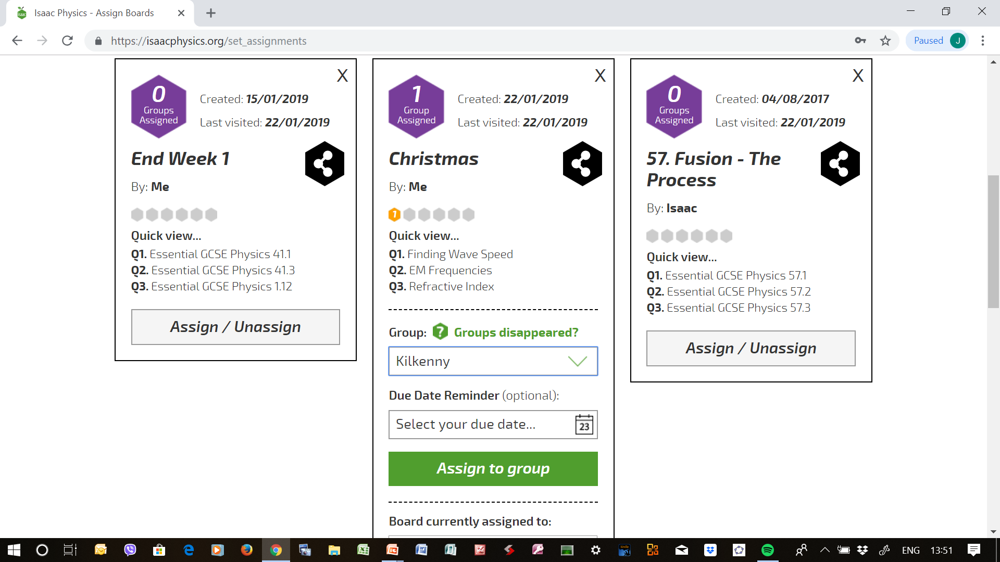 Isaac Physics - Assign Boards
https://isaacphysics.org/set_assignments
Paused
J
X
0
Groups
Assigned
Created: 15/01/2019
Last visited: 22/01/2019
End Week 1
By: Me
Quick view...
Q1. Essential GCSE Physics 41.1
Q2. Essential GCSE Physics 41.3
Q3. Essential GCSE Physics 1.12
Assign / Unassign
X
1
Group
Assigned
Created: 22/01/2019
Last visited: 22/01/2019
Christmas
By: Me
1
Quick view...
Q1. Finding Wave Speed
Q2. EM Frequencies
Q3. Refractive Index
Group: ? Groups disappeared?
Kilkenny
Due Date Reminder (optional):
Select your due date...
23
Assign to group
Board currently assigned to:
X
0
Groups
Assigned
Created: 04/08/2017
Last visited: 22/01/2019
57. Fusion - The
Process
By: Isaac
Quick view...
Q1. Essential GCSE Physics 57.1
Q2. Essential GCSE Physics 57.2
Q3. Essential GCSE Physics 57.3
Assign / Unassign
ENG
13:51